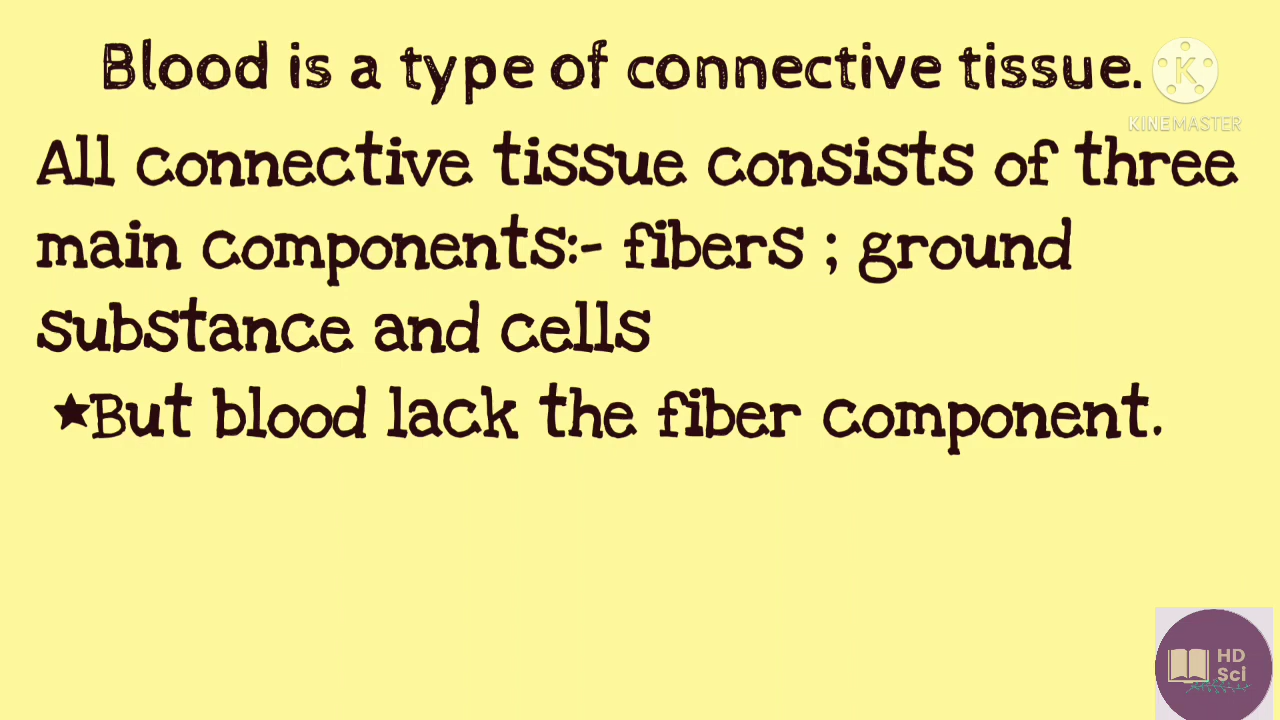 Blood is a type of connective tissue.
KINEMASTER
All connective tissue consists of three
main components:- fibers ; ground
substance and cells
★But blood lack the fiber component.
HD
Sci